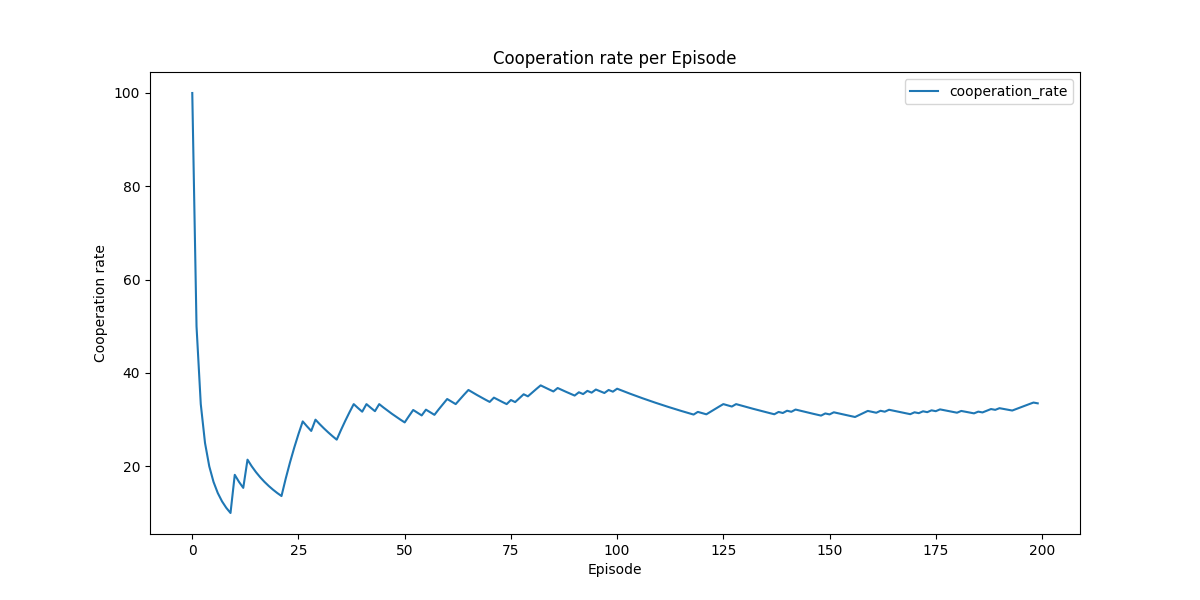 Cooperation rate per Episode
cooperation_rate
Cooperation rate
100
80
60
40
20
0 25 50 75 100 125 150 175 200
Episode